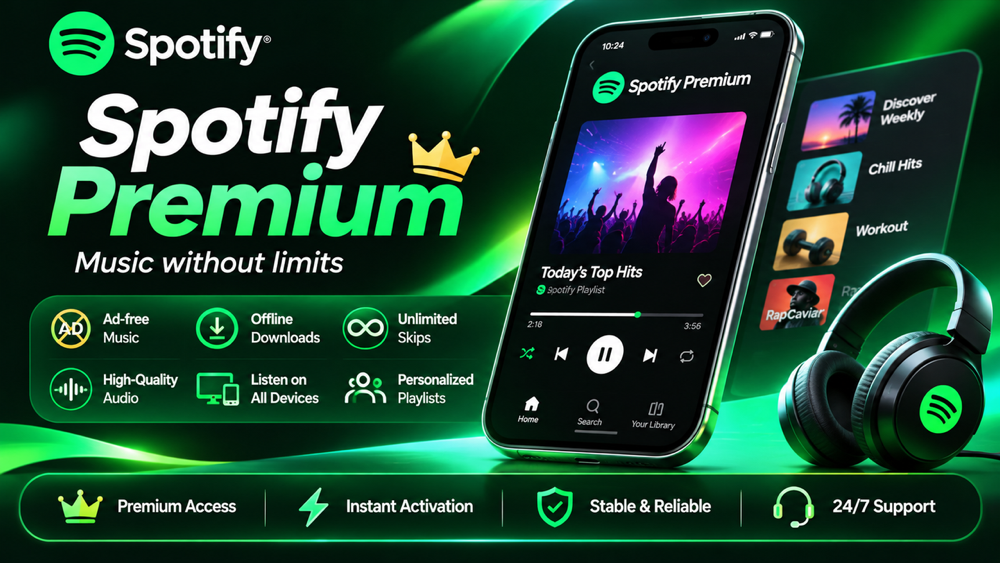 Spotify®
Spotify
Premium
Music without limits
AD
Ad-free
Music
Offline
Downloads
Unlimited
Skips
High-Quality
Audio
Listen on
All Devices
Personalized
Playlists
10:24
Spotify Premium
Today's Top Hits
Spotify Playlist
2:18
3:56
Home
Search
Your Library
Discover
Weekly
Chill Hits
Workout
RapCaviar
Premium Access
Instant Activation
Stable & Reliable
24/7 Support